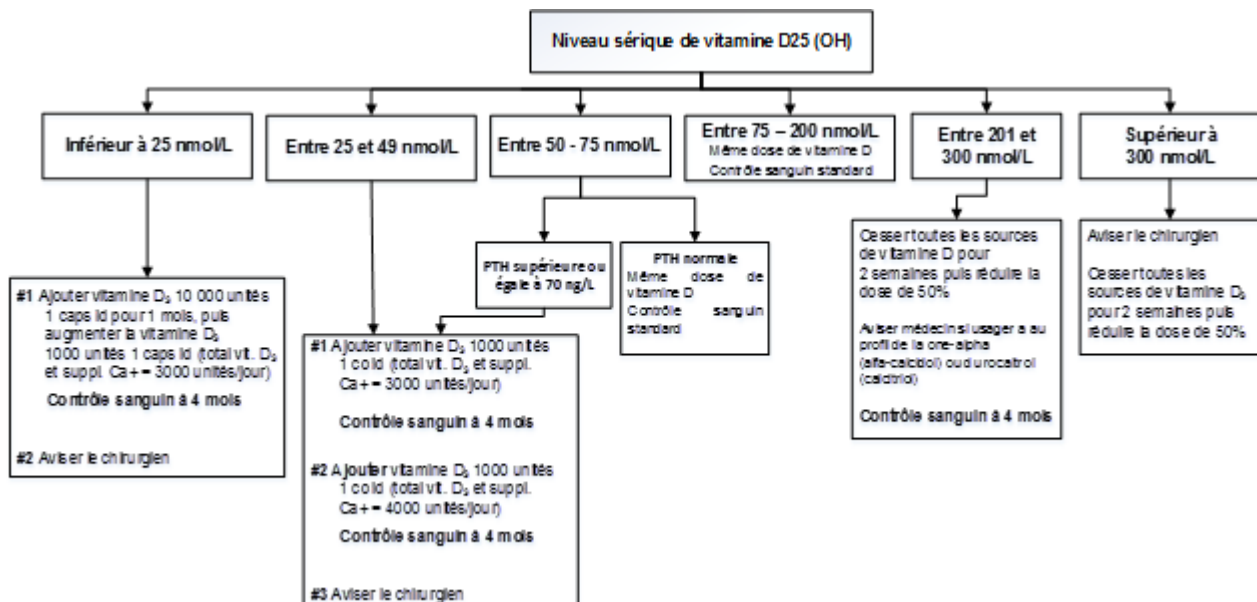 Niveau sérique de vitamine D25 (OH)
Inférieur à 25 nmol/L
Entre 25 et 49 nmol/L
Entre 50 - 75 nmol/L
Entre 75 – 200 nmol/L
Même dose de vitamine D
Contrôle sanguin standard
Entre 201 et
300 nmol/L
Supérieur à
300 nmol/L
#1 Ajouter vitamine D₃ 10 000 unités
1 caps id pour 1 mois, puis
augmenter la vitamine D₃
1000 unités 1 caps id (total vit. D₃
et suppl. Ca+ = 3000 unités/jour)
Contrôle sanguin à 4 mois
#2 Aviser le chirurgien
PTH supérieure ou
égale à 70 ng/L
PTH normale
Même dose de
vitamine D
Contrôle sanguin
standard
#1 Ajouter vitamine D₃ 1000 unités
1 co id (total vit. D₃ et suppl.
Ca+ = 3000 unités/jour)
Contrôle sanguin à 4 mois
#2 Ajouter vitamine D₃ 1000 unités
1 co id (total vit. D₃ et suppl.
Ca+ = 4000 unités/jour)
Contrôle sanguin à 4 mois
#3 Aviser le chirurgien
Cesser toutes les sources
de vitamine D pour
2 semaines puis réduire la
dose de 50%
Aviser médecin si usager a au
profil de la one-alpha
(alfa-calcidol) ou du rocatrol
(calcitriol)
Contrôle sanguin à 4 mois
Aviser le chirurgien
Cesser toutes les
sources de vitamine D₃
pour 2 semaines puis
réduire la dose de 50%